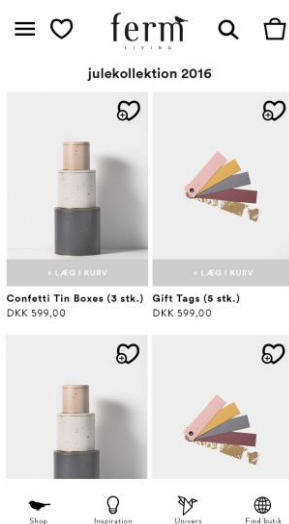 ferm
LIVING
julekollektion 2016
+ LÆG I KURV
+ LÆG I KURV
Confetti Tin Boxes (3 stk.)
DKK 599,00
Gift Tags (5 stk.)
DKK 599,00
Shop
Inspiration
Univers
Find butik